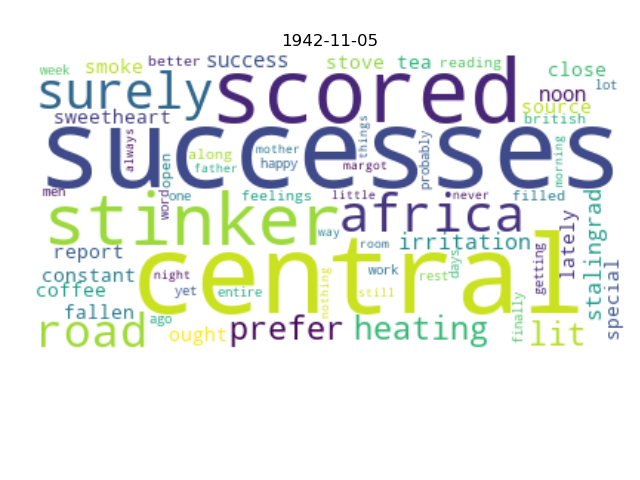 1942-11-05
week smoke better success stove tea reading close lot
surely scored noon source
sweetheart british
successes always along father mother happy things margot probably morning
men word open one feelings little never filled
stinker africa way room irritation stalingrad
report central lately
constant night work rest days getting special
coffee yet entire nothing still
fallen ago finally
road ought prefer heating lit